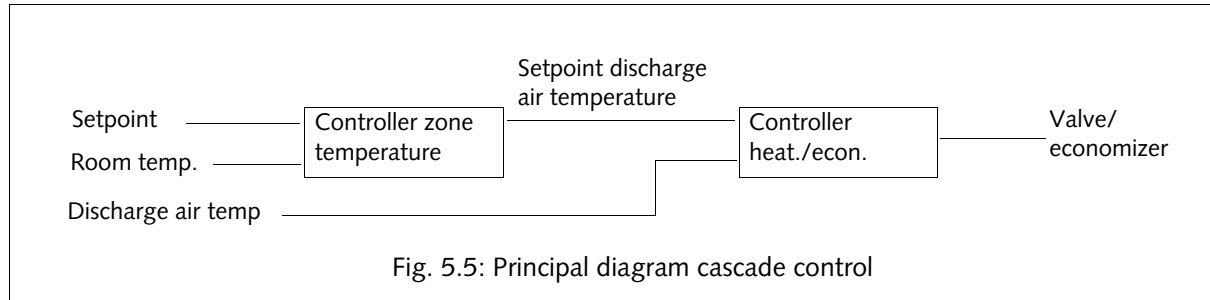 Setpoint discharge
air temperature
Setpoint
Controller zone
temperature
Controller
heat./econ.
Valve/
economizer
Room temp.
Discharge air temp
Fig. 5.5: Principal diagram cascade control